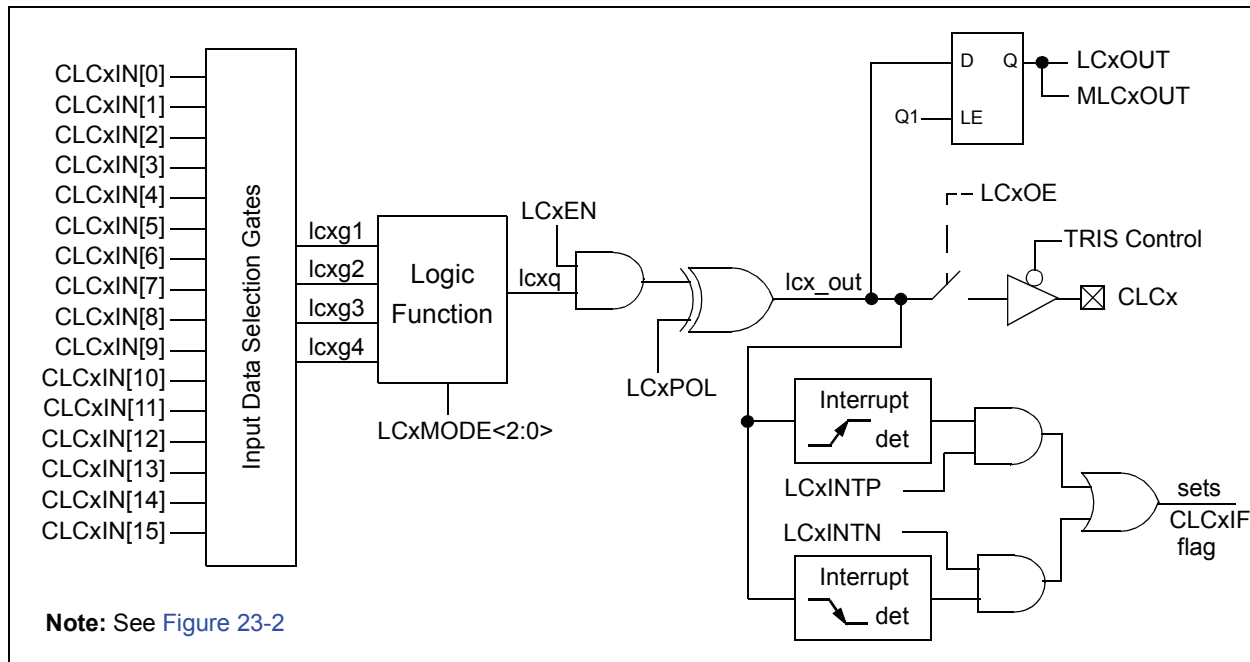 CLCxIN[0]
CLCxIN[1]
CLCxIN[2]
CLCxIN[3]
CLCxIN[4]
CLCxIN[5]
CLCxIN[6]
CLCxIN[7]
CLCxIN[8]
CLCxIN[9]
CLCxIN[10]
CLCxIN[11]
CLCxIN[12]
CLCxIN[13]
CLCxIN[14]
CLCxIN[15]
Input Data Selection Gates
lcxg1
lcxg2
lcxg3
lcxg4
Logic
Function
LCxMODE<2:0>
lcxq
LCxEN
LCxPOL
lcx_out
D
Q
Q1
LE
LCxOUT
MLCxOUT
LCxOE
TRIS Control
CLCx
Interrupt
det
LCxINTP
LCxINTN
Interrupt
det
sets
CLCxIF
flag
Note: See Figure 23-2